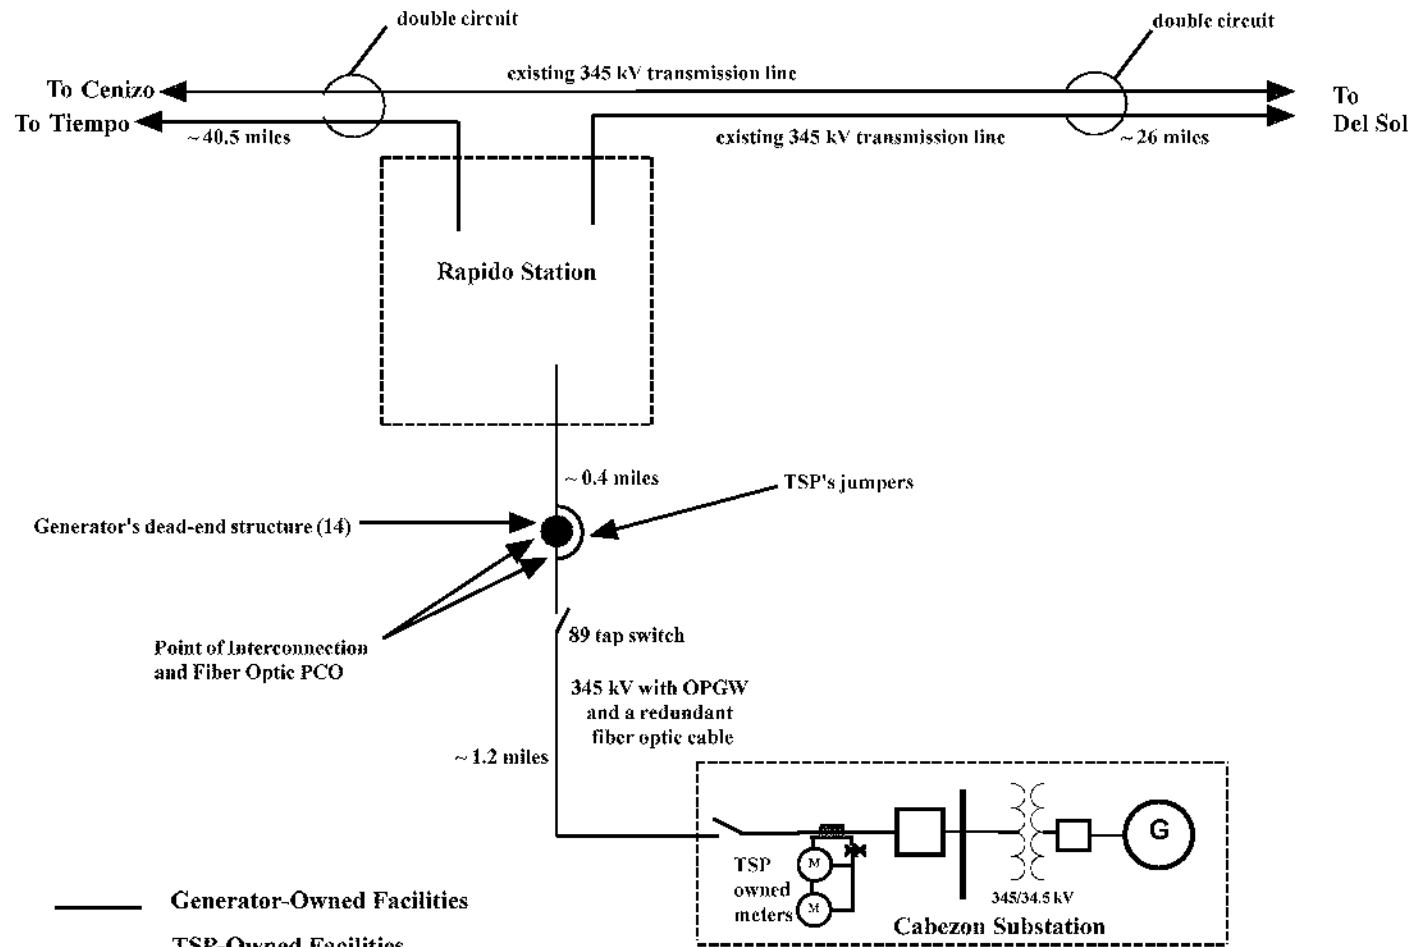 double circuit
double circuit
existing 345 kV transmission line
To Cenizo
To
Del Sol
To Tiempo
~ 40.5 miles
existing 345 kV transmission line
~ 26 miles
Rapido Station
~ 0.4 miles
TSP's jumpers
Generator's dead-end structure (14)
89 tap switch
Point of Interconnection
and Fiber Optic PCO
345 kV with OPGW
and a redundant
fiber optic cable
~ 1.2 miles
G
TSP
owned
meters
M
M
345/34.5 kV
Cabezon Substation
Generator-Owned Facilities
TSP-Owned Facilities